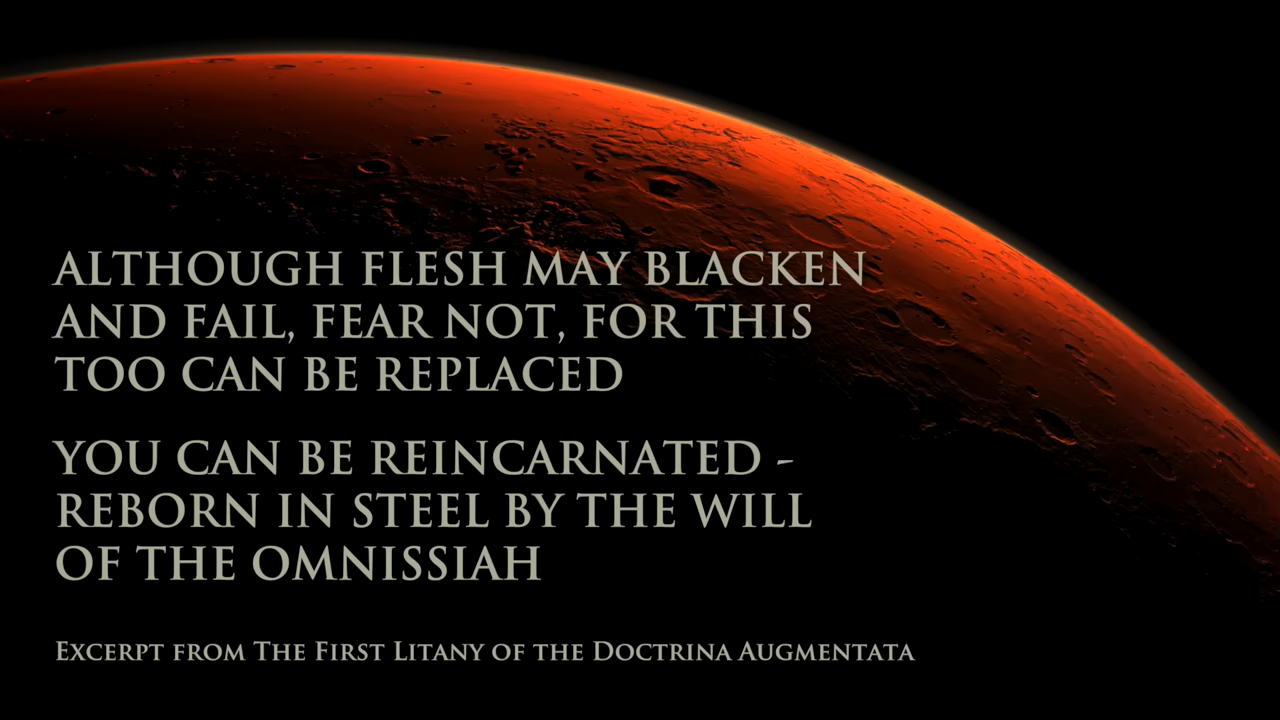 ALTHOUGH FLESH MAY BLACKEN
AND FAIL, FEAR NOT, FOR THIS
TOO CAN BE REPLACED
YOU CAN BE REINCARNATED -
REBORN IN STEEL BY THE WILL
OF THE OMNISSIAH
Excerpt from The First Litany of the Doctrina Augmentata